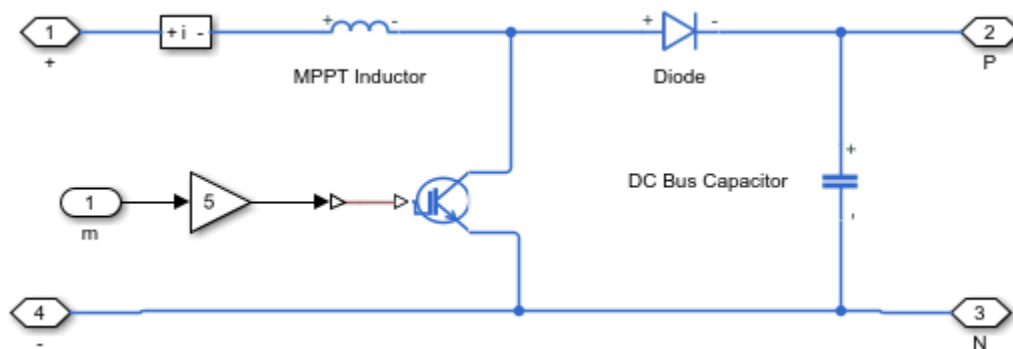 1
+
+ i -
+ -
MPPT Inductor
+ -
Diode
2
P
1
m
5
DC Bus Capacitor
+
-
4
-
3
N